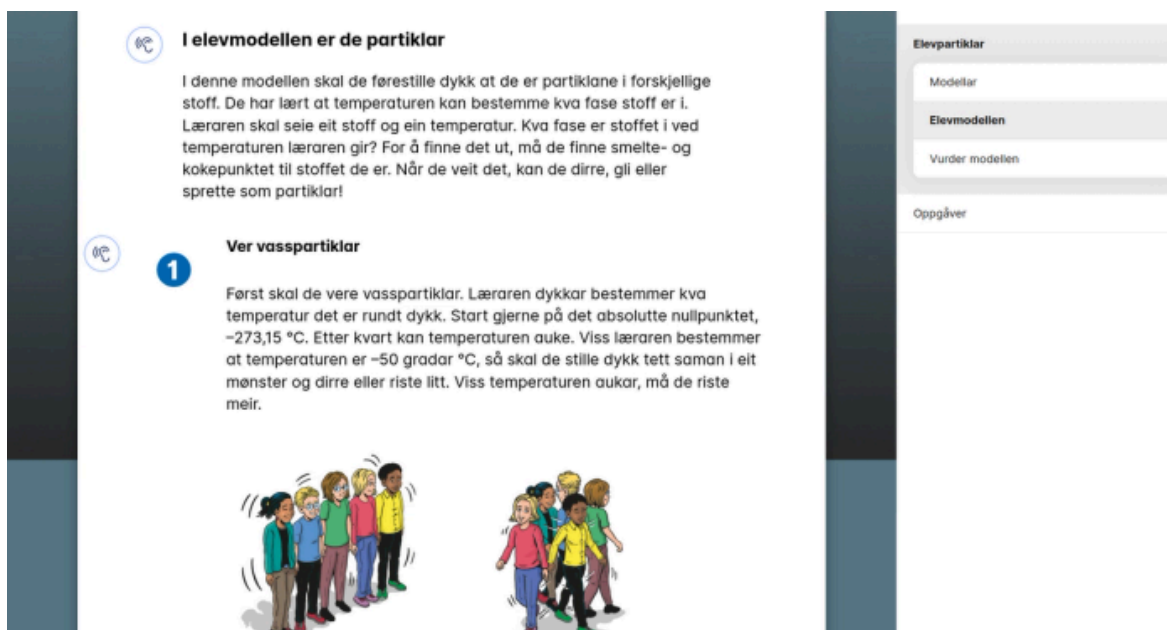 I elevmodellen er de partiklar
I denne modellen skal de førestille dykk at de er partiklane i forskjellige
stoff. De har lært at temperaturen kan bestemme kva fase stoff er i.
Læraren skal seie eit stoff og ein temperatur. Kva fase er stoffet i ved
temperaturen læraren gir? For å finne det ut, må de finne smelte- og
kokepunktet til stoffet de er. Når de veit det, kan de dirre, gli eller
sprette som partiklar!
1
Ver vasspartiklar
Først skal de vere vasspartiklar. Læraren dykkar bestemmer kva
temperatur det er rundt dykk. Start gjerne på det absolutte nullpunktet,
−273,15 °C. Etter kvart kan temperaturen auke. Viss læraren bestemmer
at temperaturen er −50 gradar °C, så skal de stille dykk tett saman i eit
mønster og dirre eller riste litt. Viss temperaturen aukar, må de riste
meir.
Elevpartiklar
Modellar
Elevmodellen
Vurder modellen
Oppgåver